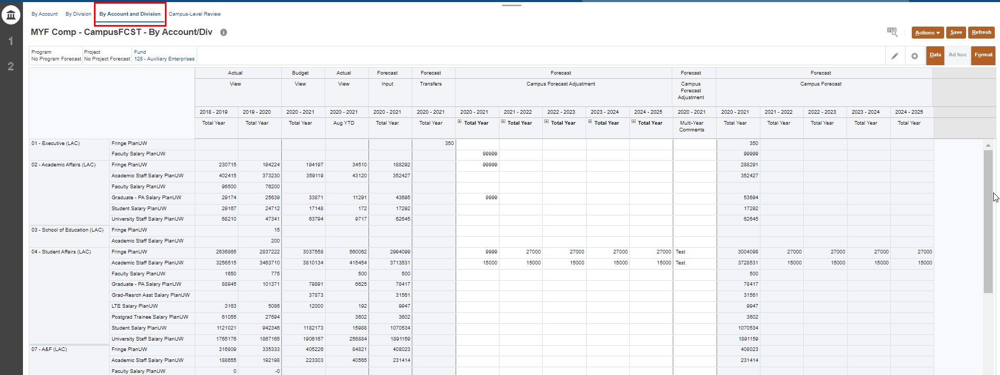 By Account By Division By Account and Division Campus-Level Review
1
MYF Comp - CampusFCST - By Account/Div
Actions Save Refresh
2
Program Project Fund
No Program Forecast No Project Forecast 128 - Auxiliary Enterprises
Data Ad hoc Format
Actual Budget Actual Forecast Forecast Forecast Forecast Forecast
View View View Input Transfers Campus Forecast Adjustment Campus Forecast Adjustment Campus Forecast
2018 - 2019 2019 - 2020 2020 - 2021 2020 - 2021 2020 - 2021 2020 - 2021 2020 - 2021 2021 - 2022 2022 - 2023 2023 - 2024 2024 - 2025 2020 - 2021 2020 - 2021 2021 - 2022 2022 - 2023 2023 - 2024 2024 - 2025
Total Year Total Year Total Year Aug YTD Total Year Total Year Total Year Total Year Total Year Total Year Total Year Multi-Year Comments Total Year Total Year Total Year Total Year Total Year
01 - Executive (LAC) Fringe PlanUW 350 350
Faculty Salary PlanUW 99999 99999
02 - Academic Affairs (LAC) Fringe PlanUW 230715 194224 194197 34510 188292 99999 288291
Academic Staff Salary PlanUW 402415 373230 359119 43120 352427 352427
Faculty Salary PlanUW 96500 76200
Graduate - PA Salary PlanUW 29174 25639 33871 11291 43695 9999 53694
Student Salary PlanUW 29167 24712 17148 172 17292 17292
University Staff Salary PlanUW 68210 47341 63794 9717 62645 62645
03 - School of Education (LAC) Fringe PlanUW 15
Academic Staff Salary PlanUW 200
04 - Student Affairs (LAC) Fringe PlanUW 2636865 2837222 3037558 560062 2994099 9999 27000 27000 27000 27000 Test 3004098 27000 27000 27000 27000
Academic Staff Salary PlanUW 3256515 3463710 3810134 415454 3713531 15000 15000 15000 15000 15000 Test 3728531 15000 15000 15000 15000
Faculty Salary PlanUW 1650 775 500 500 500
Graduate - PA Salary PlanUW 88945 101371 79891 6625 78417 78417
Grad-Resrch Asst Salary PlanUW 37873 31561 31561
LTE Salary PlanUW 3163 5086 12000 192 9947 9947
Postgrad Trainee Salary PlanUW 61055 27694 3602 3602 3602
Student Salary PlanUW 1121021 942346 1182173 15988 1070534 1070534
University Staff Salary PlanUW 1765176 1867165 1906167 256884 1891159 1891159
07 - A&F (LAC) Fringe PlanUW 316809 335333 405226 84821 408023 408023
Academic Staff Salary PlanUW 188655 192198 223303 40565 231414 231414
Faculty Salary PlanUW 0 -0